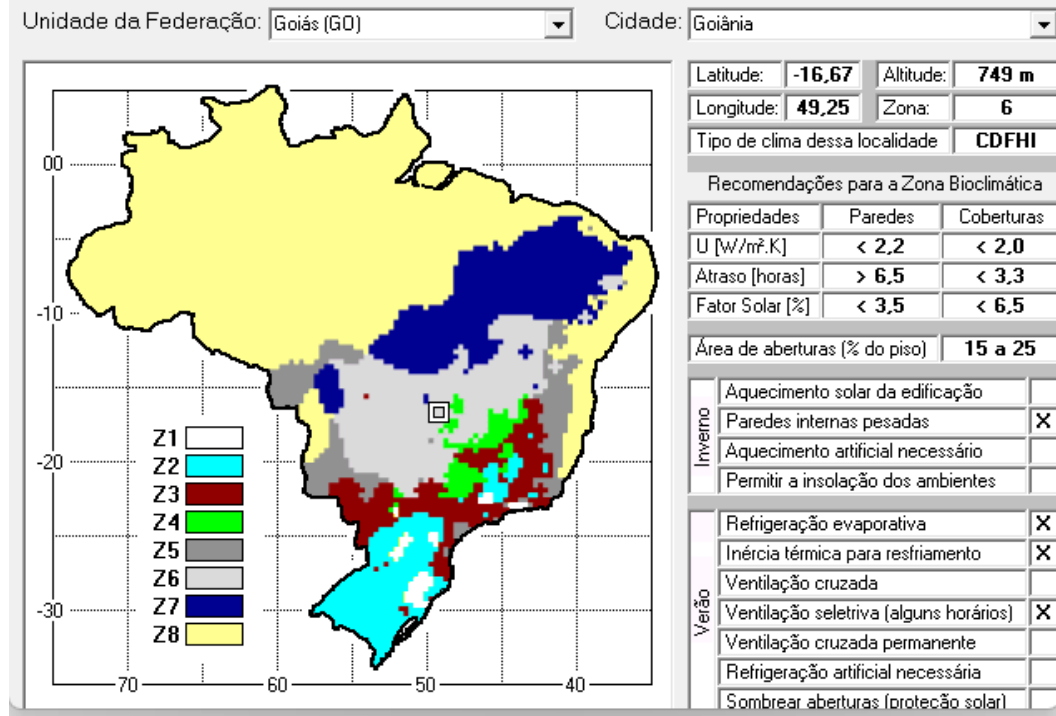 Unidade da Federação: Goiás (GO) Cidade: Goiânia
Latitude: -16,67 Altitude: 749 m
Longitude: 49,25 Zona: 6
Tipo de clima dessa localidade CDFHI
Recomendações para a Zona Bioclimática
Propriedades Paredes Coberturas
U [W/m².K] < 2,2 < 2,0
Atraso [horas] > 6,5 < 3,3
Fator Solar [%] < 3,5 < 6,5
Área de aberturas (% do piso) 15 a 25
Inverno
Aquecimento solar da edificação
Paredes internas pesadas X
Aquecimento artificial necessário
Permitir a insolação dos ambientes
Verão
Refrigeração evaporativa X
Inércia térmica para resfriamento X
Ventilação cruzada
Ventilação seletriva (alguns horários) X
Ventilação cruzada permanente
Refrigeração artificial necessária
Sombrear aberturas (proteção solar)
00
-10
-20
-30
70 60 50 40
Z1
Z2
Z3
Z4
Z5
Z6
Z7
Z8